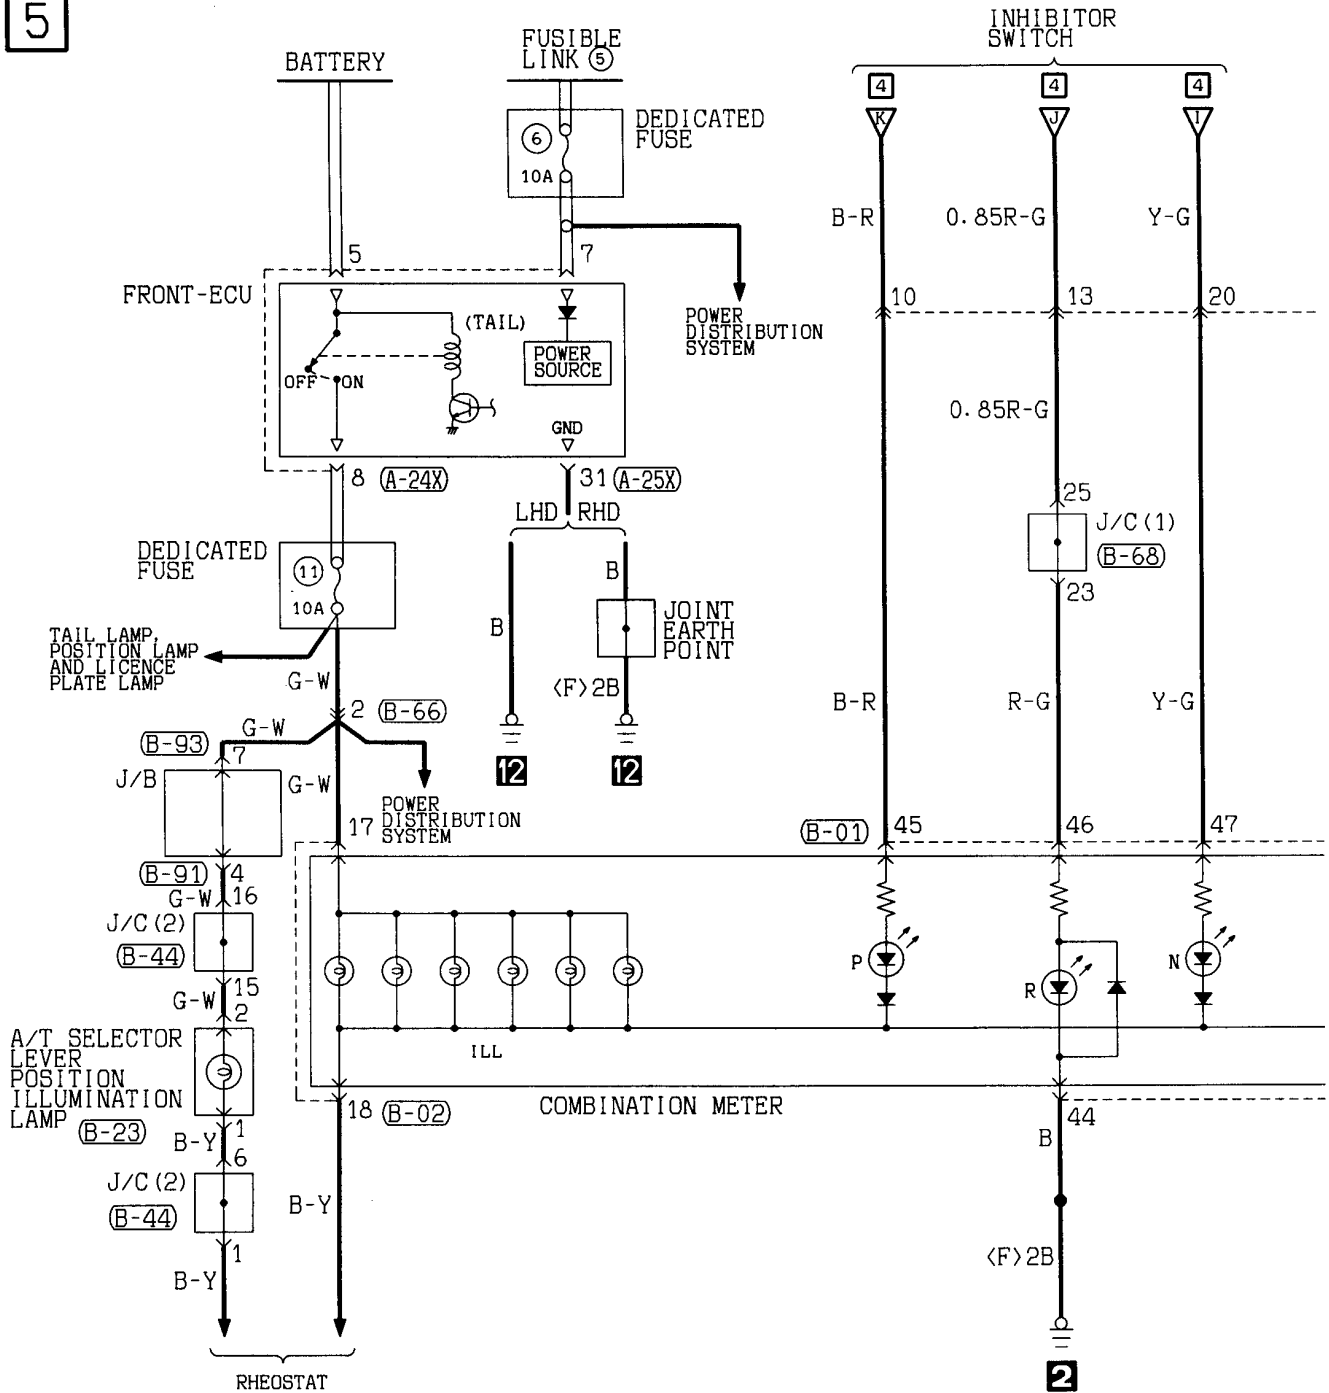 5
BATTERY
FUSIBLE
LINK 5
INHIBITOR
SWITCH
4
4
4
K
J
I
6
10A
DEDICATED
FUSE
B-R
0.85R-G
Y-G
5
7
FRONT-ECU
POWER
DISTRIBUTION
SYSTEM
10
13
20
(TAIL)
OFF
ON
POWER
SOURCE
GND
0.85R-G
8
(A-24X)
31
(A-25X)
LHD
RHD
25
J/C(1)
(B-68)
23
DEDICATED
FUSE
11
10A
B
B
JOINT
EARTH
POINT
TAIL LAMP,
POSITION LAMP
AND LICENCE
PLATE LAMP
G-W
<F>2B
2
(B-66)
B-R
R-G
Y-G
G-W
(B-93)
7
J/B
G-W
12
12
POWER
DISTRIBUTION
SYSTEM
17
(B-01)
45
46
47
(B-91)
4
G-W
16
J/C(2)
(B-44)
15
G-W
2
P
R
N
ILL
A/T SELECTOR
LEVER
POSITION
ILLUMINATION
LAMP
(B-23)
1
B-Y
6
18
(B-02)
COMBINATION METER
44
B
J/C(2)
(B-44)
1
B-Y
B-Y
<F>2B
2
RHEOSTAT